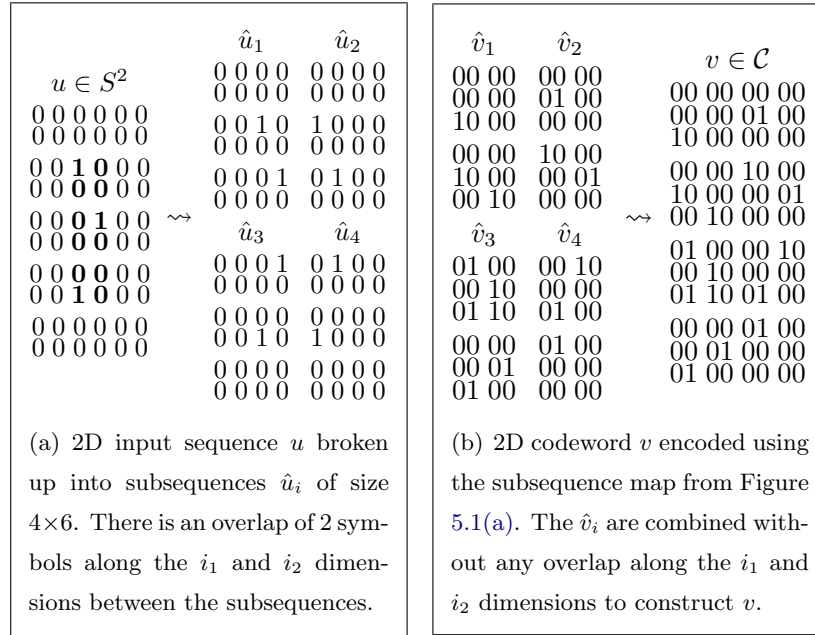 u ∈ S²
0 0 0 0 0 0
0 0 0 0 0 0
0 0 1 0 0 0
0 0 0 0 0 0
0 0 0 1 0 0
0 0 0 0 0 0
0 0 0 0 0 0
0 0 1 0 0 0
0 0 0 0 0 0
0 0 0 0 0 0
⇝
û₁ û₂
0 0 0 0 0 0 0 0
0 0 0 0 0 0 0 0
0 0 1 0 1 0 0 0
0 0 0 0 0 0 0 0
0 0 0 1 0 1 0 0
0 0 0 0 0 0 0 0
û₃ û₄
0 0 0 1 0 1 0 0
0 0 0 0 0 0 0 0
0 0 0 0 0 0 0 0
0 0 1 0 1 0 0 0
0 0 0 0 0 0 0 0
0 0 0 0 0 0 0 0
(a) 2D input sequence u broken
up into subsequences ûᵢ of size
4×6. There is an overlap of 2 sym-
bols along the i₁ and i₂ dimen-
sions between the subsequences.
v̂₁ v̂₂
00 00 00 00
00 00 01 00
10 00 00 00
00 00 10 00
10 00 00 01
00 10 00 00
v̂₃ v̂₄
01 00 00 10
00 10 00 00
01 10 01 00
00 00 01 00
00 01 00 00
01 00 00 00
⇝
v ∈ 𝒞
00 00 00 00
00 00 01 00
10 00 00 00
00 00 10 00
10 00 00 01
00 10 00 00
01 00 00 10
00 10 00 00
01 10 01 00
00 00 01 00
00 01 00 00
01 00 00 00
(b) 2D codeword v encoded using
the subsequence map from Figure
5.1(a). The v̂ᵢ are combined with-
out any overlap along the i₁ and
i₂ dimensions to construct v.